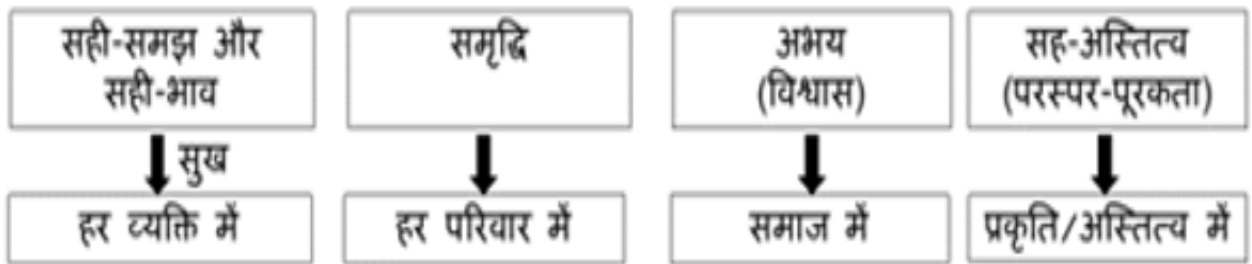 सही-समझ और
सही-भाव
समृद्धि
अभय
(विश्वास)
सह-अस्तित्व
(परस्पर-पूरकता)
सुख
हर व्यक्ति में
हर परिवार में
समाज में
प्रकृति/अस्तित्व में